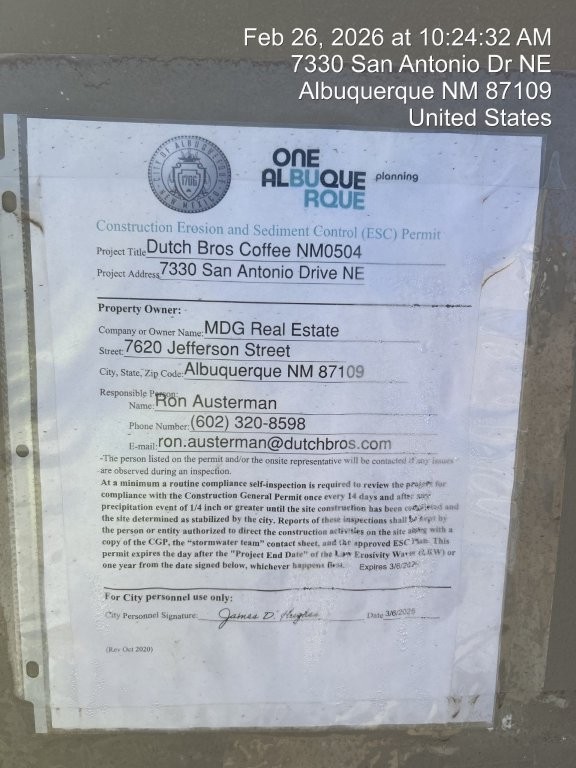 Feb 26, 2026 at 10:24:32 AM
7330 San Antonio Dr NE
Albuquerque NM 87109
United States
CITY OF ALBUQUERQUE
1706
NEW MEXICO
ONE
ALBUQUE
RQUE
planning
Construction Erosion and Sediment Control (ESC) Permit
Project Title Dutch Bros Coffee NM0504
Project Address 7330 San Antonio Drive NE
Property Owner:
Company or Owner Name: MDG Real Estate
Street: 7620 Jefferson Street
City, State, Zip Code: Albuquerque NM 87109
Responsible Person:
Name: Ron Austerman
Phone Number: (602) 320-8598
E-mail: ron.austerman@dutchbros.com
-The person listed on the permit and/or the onsite representative will be contacted if any issues
are observed during an inspection.
At a minimum a routine compliance self-inspection is required to review the project for
compliance with the Construction General Permit once every 14 days and after any
precipitation event of 1/4 inch or greater until the site construction has been completed and
the site determined as stabilized by the city. Reports of these inspections shall be kept by
the person or entity authorized to direct the construction activities on the site along with a
copy of the CGP, the "stormwater team" contact sheet, and the approved ESC Plan. This
permit expires the day after the "Project End Date" of the Low Erosivity Waver (LEW) or
one year from the date signed below, whichever happens first. Expires
For City personnel use only:
City Personnel Signature: James D. Hughes Date 3/6/2025
(Rev Oct 2020)